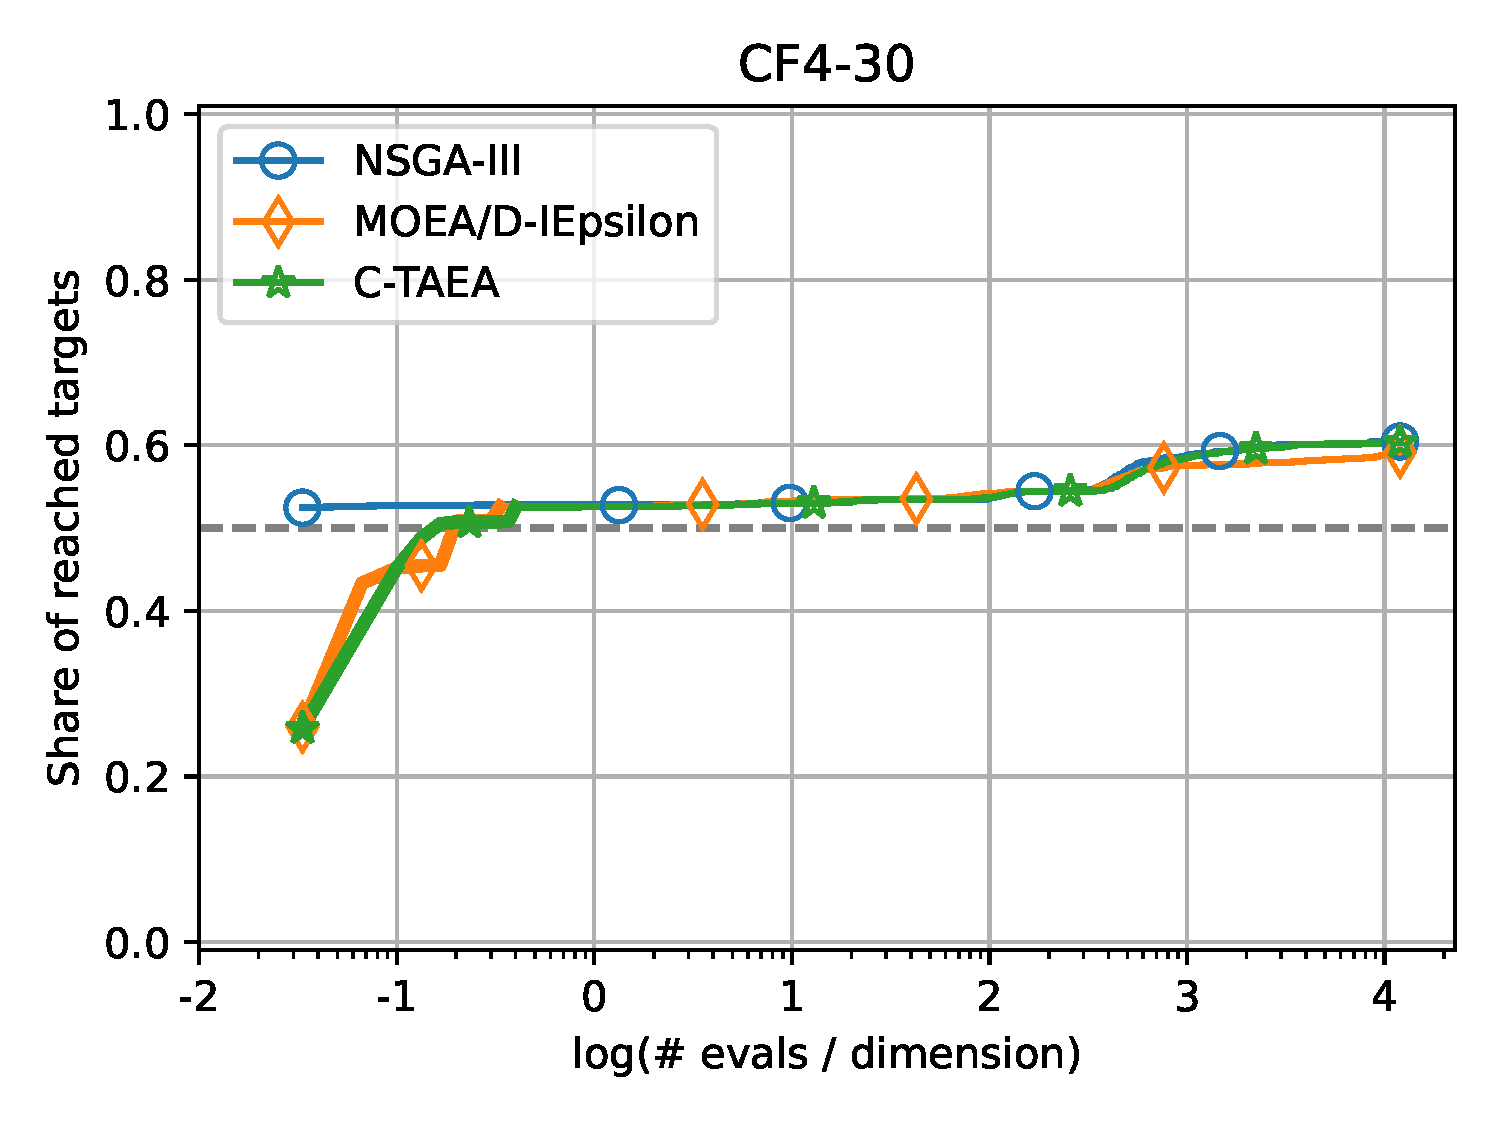 CF4-30
NSGA-III
MOEA/D-IEpsilon
C-TAEA
Share of reached targets
1.0
0.8
0.6
0.4
0.2
0.0
-2 -1 0 1 2 3 4
log(# evals / dimension)